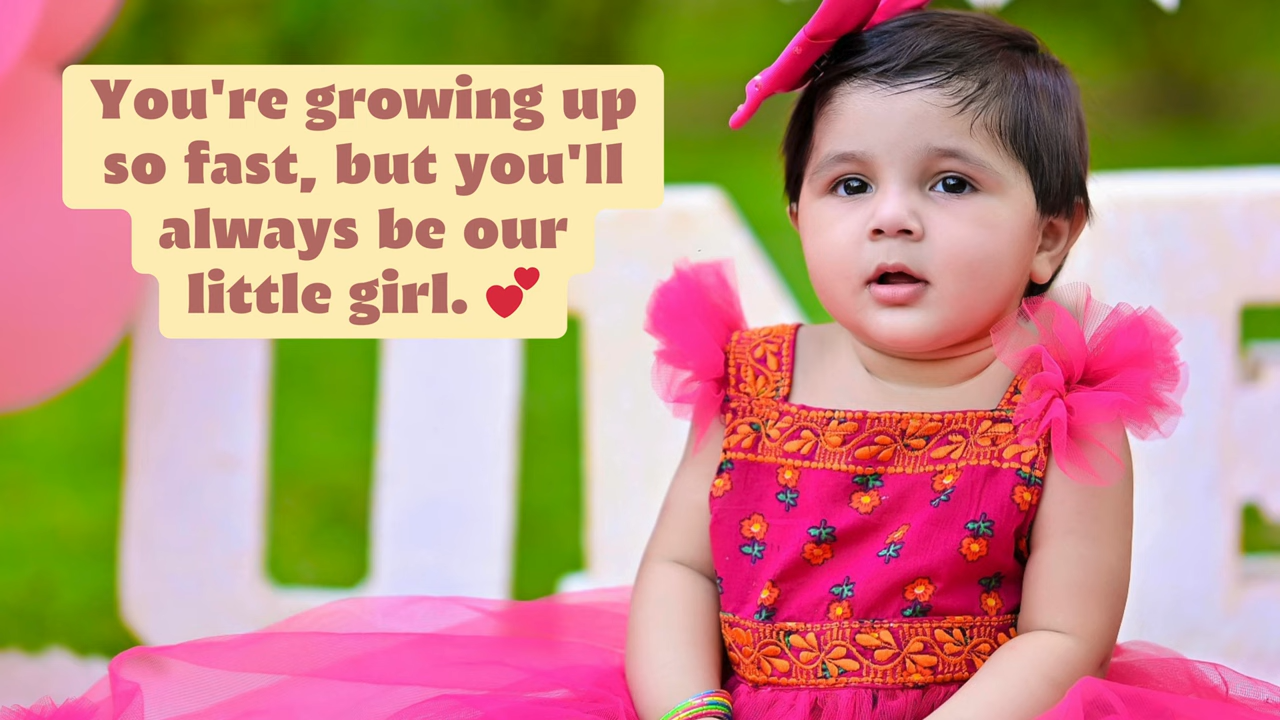 You're growing up
so fast, but you'll
always be our
little girl. 💕